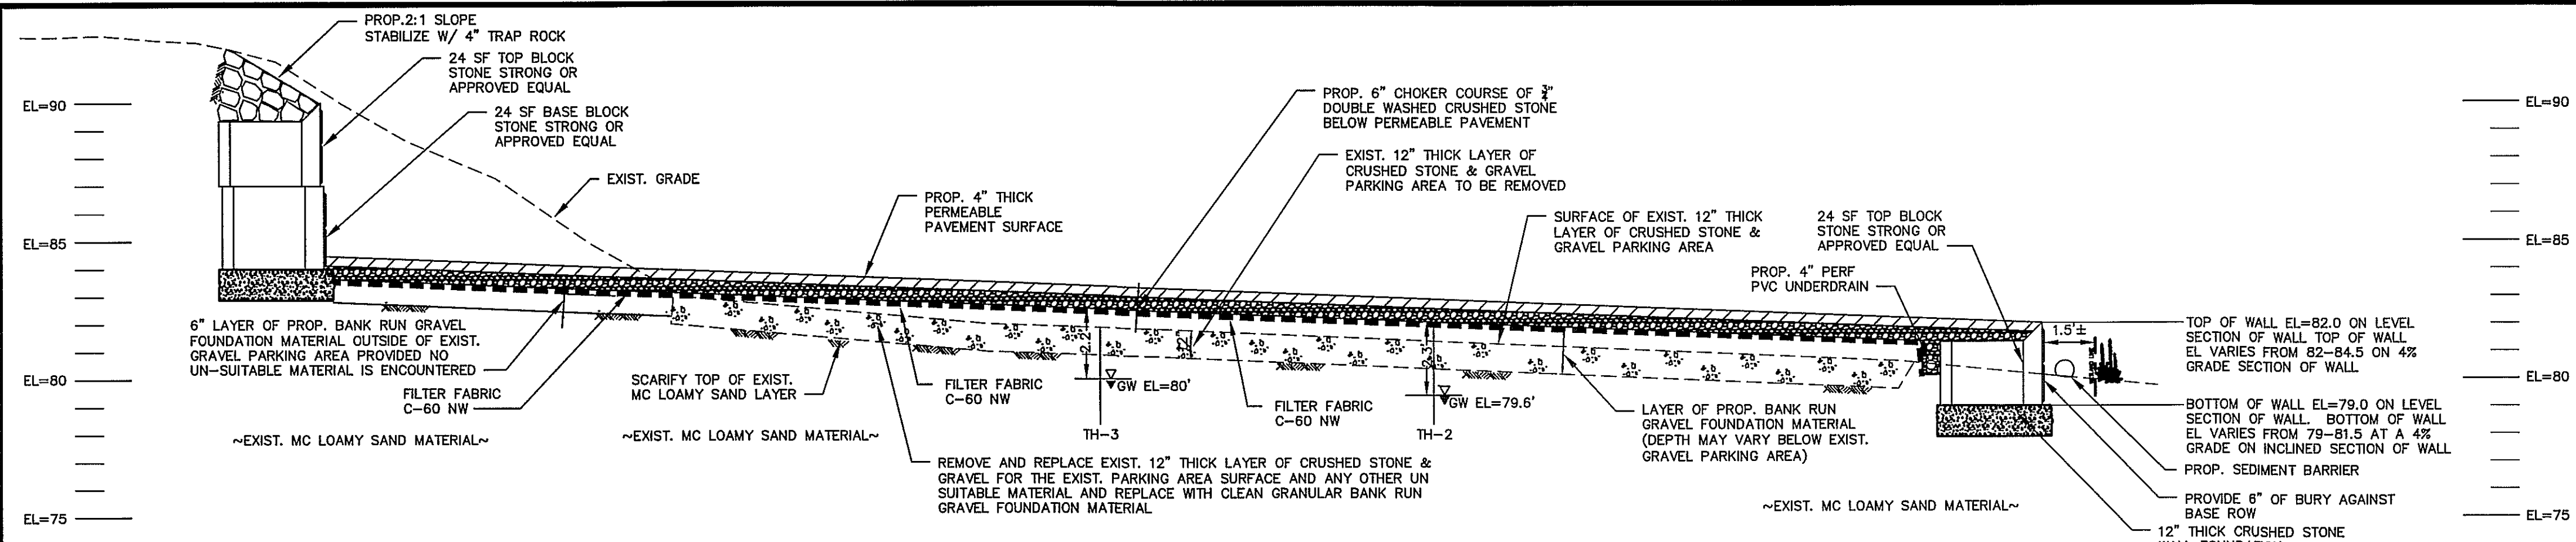 PROP.2:1 SLOPE
STABILIZE W/ 4" TRAP ROCK
24 SF TOP BLOCK
STONE STRONG OR
APPROVED EQUAL
24 SF BASE BLOCK
STONE STRONG OR
APPROVED EQUAL
EXIST. GRADE
PROP. 4" THICK
PERMEABLE
PAVEMENT SURFACE
PROP. 6" CHOKER COURSE OF 3/4"
DOUBLE WASHED CRUSHED STONE
BELOW PERMEABLE PAVEMENT
EXIST. 12" THICK LAYER OF
CRUSHED STONE & GRAVEL
PARKING AREA TO BE REMOVED
SURFACE OF EXIST. 12" THICK
LAYER OF CRUSHED STONE &
GRAVEL PARKING AREA
24 SF TOP BLOCK
STONE STRONG OR
APPROVED EQUAL
PROP. 4" PERF
PVC UNDERDRAIN
EL=90
EL=85
EL=80
EL=75
EL=90
EL=85
EL=80
EL=75
6" LAYER OF PROP. BANK RUN GRAVEL
FOUNDATION MATERIAL OUTSIDE OF EXIST.
GRAVEL PARKING AREA PROVIDED NO
UN-SUITABLE MATERIAL IS ENCOUNTERED
FILTER FABRIC
C-60 NW
~EXIST. MC LOAMY SAND MATERIAL~
SCARIFY TOP OF EXIST.
MC LOAMY SAND LAYER
~EXIST. MC LOAMY SAND MATERIAL~
FILTER FABRIC
C-60 NW
2.2'
GW EL=80'
TH-3
12"
FILTER FABRIC
C-60 NW
2.3'
GW EL=79.6'
TH-2
REMOVE AND REPLACE EXIST. 12" THICK LAYER OF CRUSHED STONE &
GRAVEL FOR THE EXIST. PARKING AREA SURFACE AND ANY OTHER UN
SUITABLE MATERIAL AND REPLACE WITH CLEAN GRANULAR BANK RUN
GRAVEL FOUNDATION MATERIAL
LAYER OF PROP. BANK RUN
GRAVEL FOUNDATION MATERIAL
(DEPTH MAY VARY BELOW EXIST.
GRAVEL PARKING AREA)
~EXIST. MC LOAMY SAND MATERIAL~
1.5'±
TOP OF WALL EL=82.0 ON LEVEL
SECTION OF WALL TOP OF WALL
EL VARIES FROM 82-84.5 ON 4%
GRADE SECTION OF WALL
BOTTOM OF WALL EL=79.0 ON LEVEL
SECTION OF WALL. BOTTOM OF WALL
EL VARIES FROM 79-81.5 AT A 4%
GRADE ON INCLINED SECTION OF WALL
PROP. SEDIMENT BARRIER
PROVIDE 6" OF BURY AGAINST
BASE ROW
12" THICK CRUSHED STONE